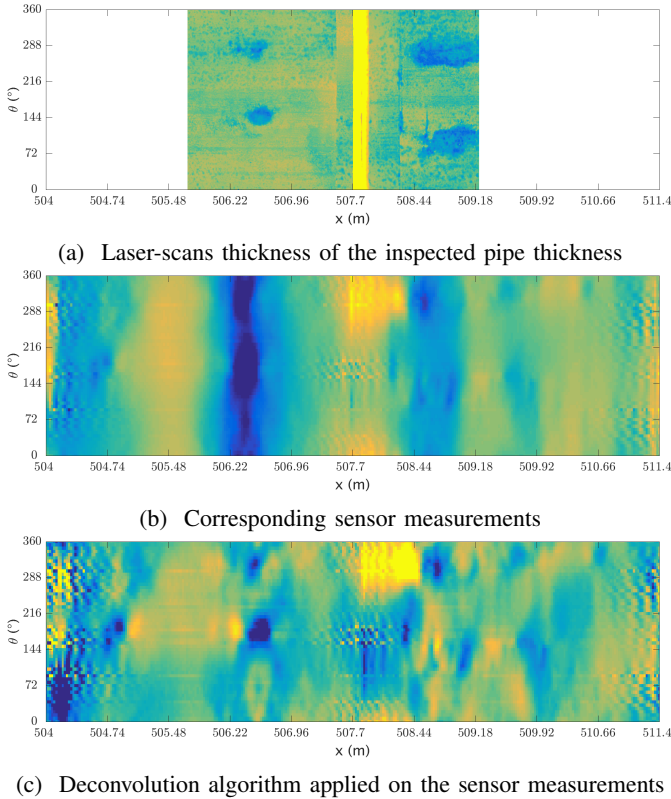 360
288
216
144
72
0
θ (°)
504 504.74 505.48 506.22 506.96 507.7 508.44 509.18 509.92 510.66 511.4
x (m)
(a) Laser-scans thickness of the inspected pipe thickness
360
288
216
144
72
0
θ (°)
504 504.74 505.48 506.22 506.96 507.7 508.44 509.18 509.92 510.66 511.4
x (m)
(b) Corresponding sensor measurements
360
288
216
144
72
0
θ (°)
504 504.74 505.48 506.22 506.96 507.7 508.44 509.18 509.92 510.66 511.4
x (m)
(c) Deconvolution algorithm applied on the sensor measurements